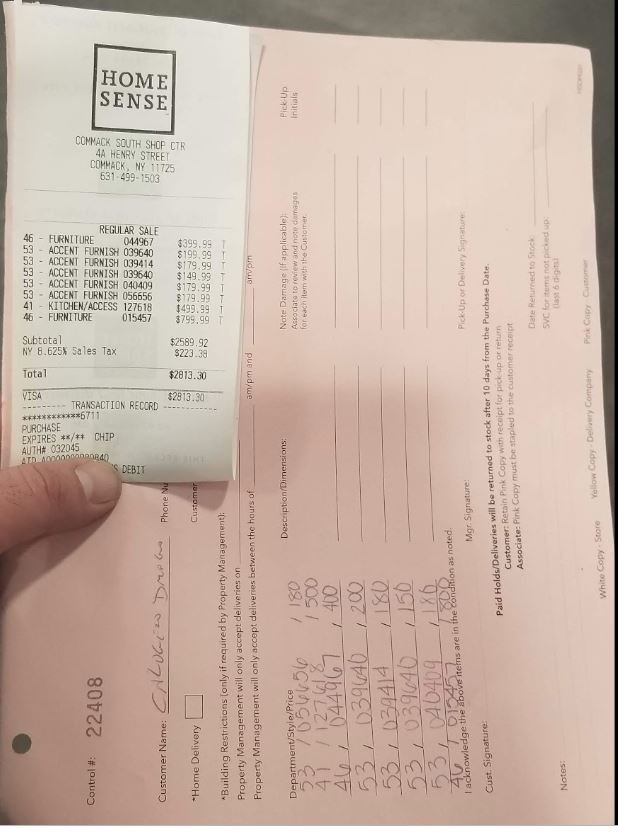 HOME
SENSE
COMMACK SOUTH SHOP CTR
4A HENRY STREET
COMMACK, NY 11725
631-499-1503
REGULAR SALE
46 - FURNITURE 044967 $399.99 T
53 - ACCENT FURNISH 039640 $199.99 T
53 - ACCENT FURNISH 039414 $179.99 T
53 - ACCENT FURNISH 039640 $149.99 T
53 - ACCENT FURNISH 040409 $179.99 T
53 - ACCENT FURNISH 056656 $179.99 T
41 - KITCHEN/ACCESS 127618 $499.99 T
46 - FURNITURE 015457 $799.99 T
Subtotal $2589.92
NY 8.625% Sales Tax $223.38
Total $2813.30
VISA $2813.30
--------- TRANSACTION RECORD -----------
************6711
PURCHASE
EXPIRES **/** CHIP
AUTH# 032045
DEBIT
Control #: 22408
Customer Name: Phone Nu
*Home Delivery Customer
*Building Restrictions (only if required by Property Management):
Property Management will only accept deliveries on
Property Management will only accept deliveries between the hours of am/pm and am/pm
Department/Style/Price Description/Dimensions: Note Damage (if applicable): Pick-Up
Associate to review and note damages Initials
for each item with the Customer.
53 / 056656 / 180
41 / 127618 / 500
46, 044967, 400
53, 039640, 200
53, 039414, 180
53, 039640, 150
53, 040409, 180
46, 015457, 800
I acknowledge the above items are in the condition as noted.
Cust. Signature: Mgr. Signature: Pick-Up or Delivery Signature:
Paid Holds/Deliveries will be returned to stock after 10 days from the Purchase Date.
Customer: Retain Pink Copy with receipt for pick-up or return
Associate: Pink Copy must be stapled to the customer receipt
Date Returned to Stock:
SVC for items not picked up:
(last 6 digits)
Notes:
White Copy - Store Yellow Copy - Delivery Company Pink Copy - Customer